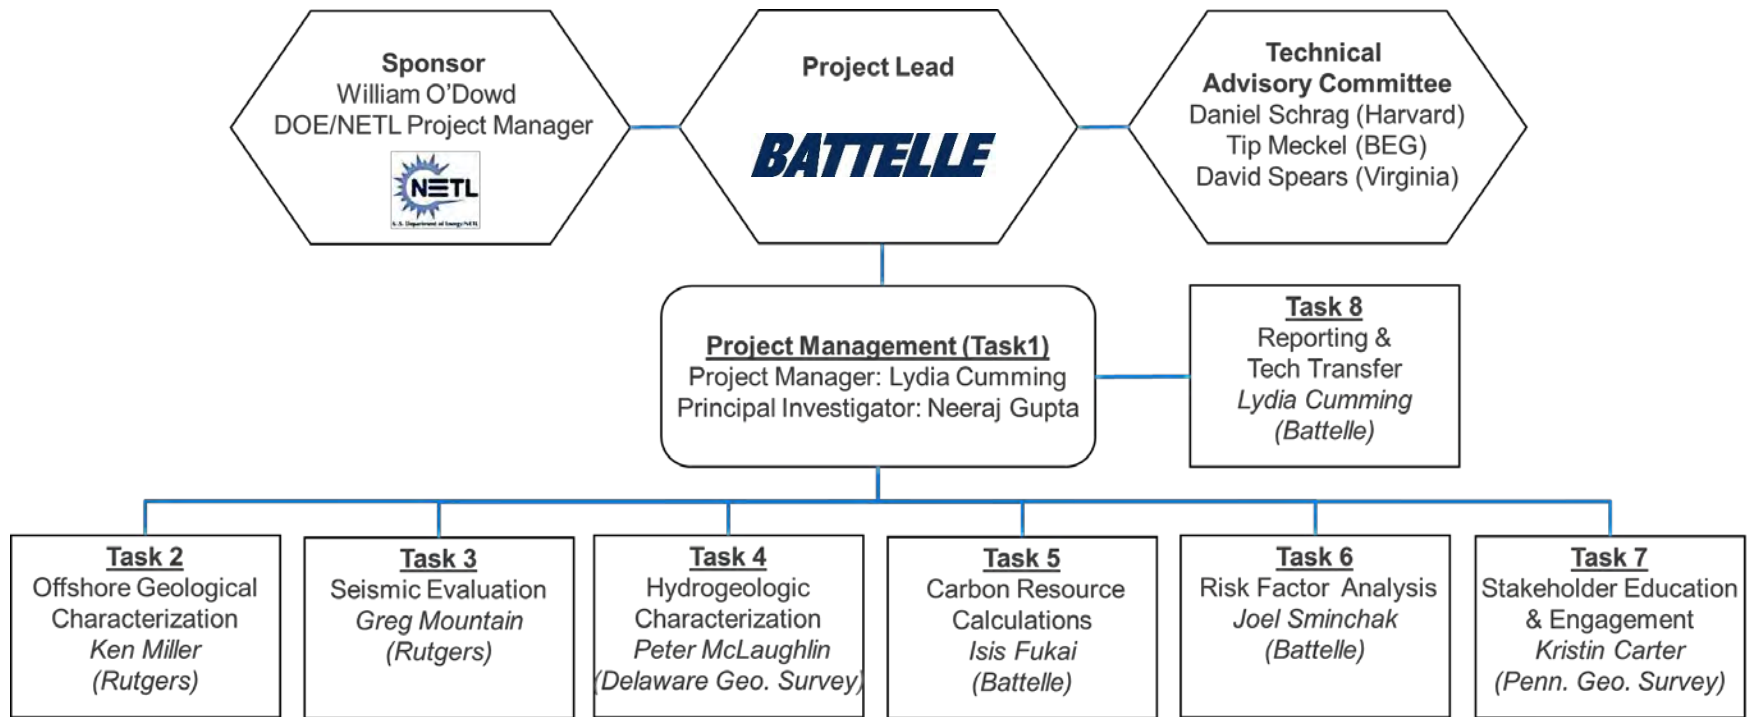 Sponsor
William O'Dowd
DOE/NETL Project Manager
NETL
U.S. Department of Energy/NETL
Project Lead
BATTELLE
Technical
Advisory Committee
Daniel Schrag (Harvard)
Tip Meckel (BEG)
David Spears (Virginia)
Project Management (Task1)
Project Manager: Lydia Cumming
Principal Investigator: Neeraj Gupta
Task 8
Reporting &
Tech Transfer
Lydia Cumming
(Battelle)
Task 2
Offshore Geological
Characterization
Ken Miller
(Rutgers)
Task 3
Seismic Evaluation
Greg Mountain
(Rutgers)
Task 4
Hydrogeologic
Characterization
Peter McLaughlin
(Delaware Geo. Survey)
Task 5
Carbon Resource
Calculations
Isis Fukai
(Battelle)
Task 6
Risk Factor Analysis
Joel Sminchak
(Battelle)
Task 7
Stakeholder Education
& Engagement
Kristin Carter
(Penn. Geo. Survey)